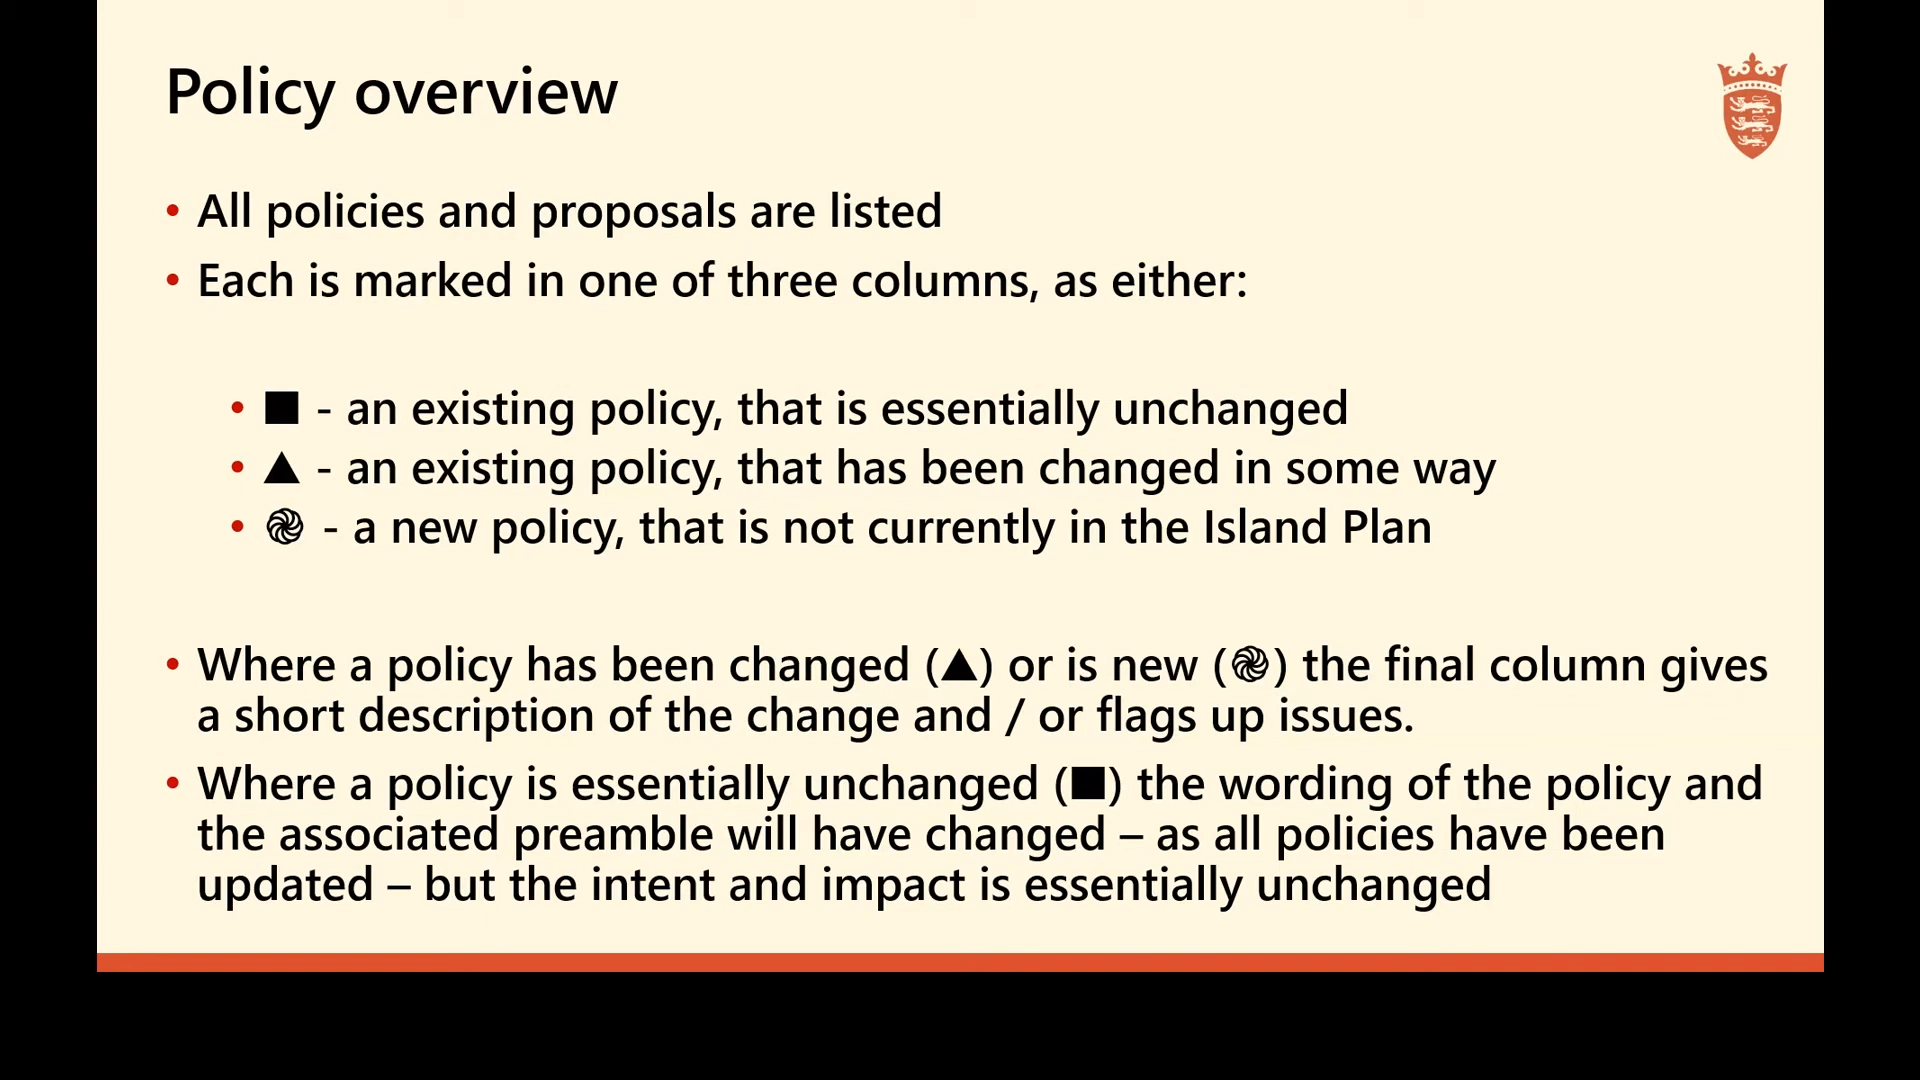 Policy overview
• All policies and proposals are listed
• Each is marked in one of three columns, as either:
• ■ - an existing policy, that is essentially unchanged
• ▲ - an existing policy, that has been changed in some way
• ֎ - a new policy, that is not currently in the Island Plan
• Where a policy has been changed (▲) or is new (֎) the final column gives
a short description of the change and / or flags up issues.
• Where a policy is essentially unchanged (■) the wording of the policy and
the associated preamble will have changed – as all policies have been
updated – but the intent and impact is essentially unchanged